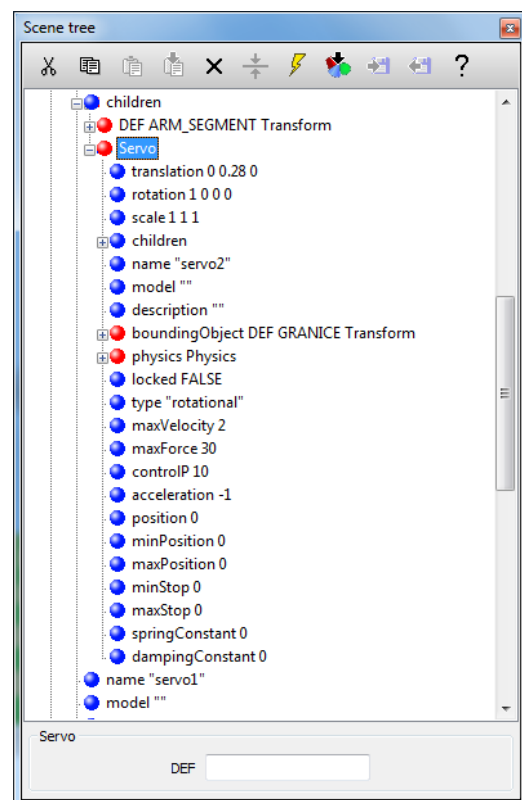 Scene tree
?
children
DEF ARM_SEGMENT Transform
Servo
translation 0 0.28 0
rotation 1 0 0 0
scale 1 1 1
children
name "servo2"
model ""
description ""
boundingObject DEF GRANICE Transform
physics Physics
locked FALSE
type "rotational"
maxVelocity 2
maxForce 30
controlP 10
acceleration -1
position 0
minPosition 0
maxPosition 0
minStop 0
maxStop 0
springConstant 0
dampingConstant 0
name "servo1"
model ""
Servo
DEF